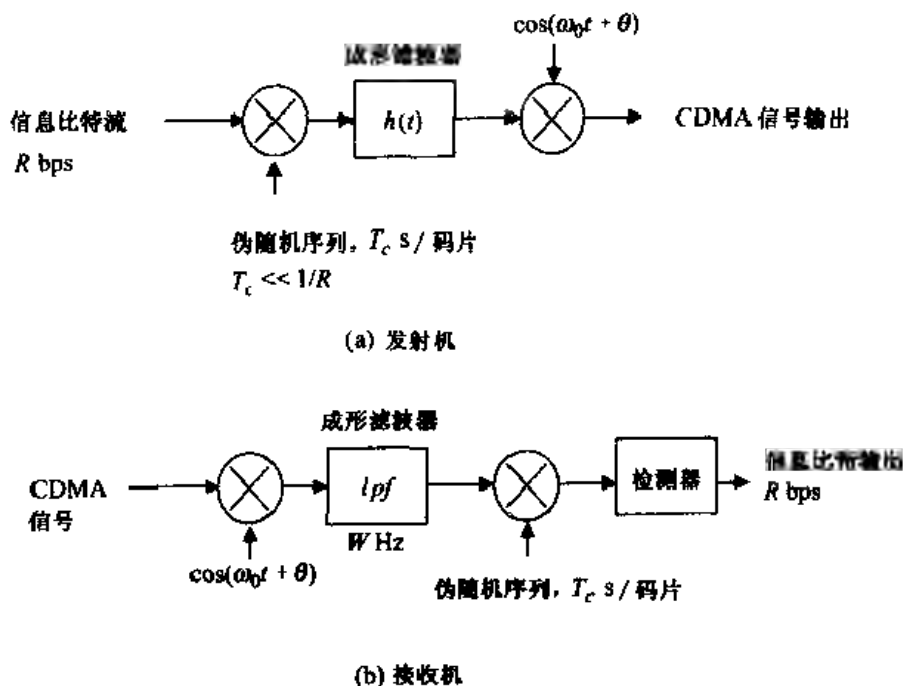 cos(ω₀t + θ)
成形滤波器
信息比特流
R bps
h(t)
CDMA 信号输出
伪随机序列，T_c s / 码片
T_c << 1/R
(a) 发射机
成形滤波器
CDMA
信号
lpf
W Hz
检测器
信息比特输出
R bps
cos(ω₀t + θ)
伪随机序列，T_c s / 码片
(b) 接收机